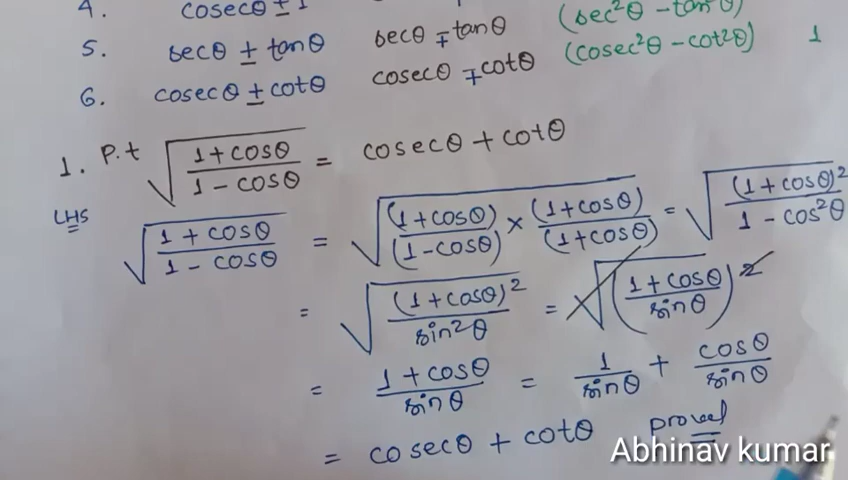 4. cosecθ ± 1
5. secθ ± tanθ secθ ∓ tanθ (sec²θ - tan²θ)
6. cosecθ ± cotθ cosecθ ∓ cotθ (cosec²θ - cot²θ) 1
1. P.t √((1 + cosθ)/(1 - cosθ)) = cosecθ + cotθ
LHS
√((1 + cosθ)/(1 - cosθ)) = √((1+cosθ)/(1-cosθ) × (1+cosθ)/(1+cosθ)) = √((1+cosθ)²/(1 - cos²θ))
= √((1+cosθ)²/sin²θ) = √((1+cosθ)/sinθ)²
= (1 + cosθ)/sinθ = 1/sinθ + cosθ/sinθ
= cosecθ + cotθ proved
Abhinav kumar